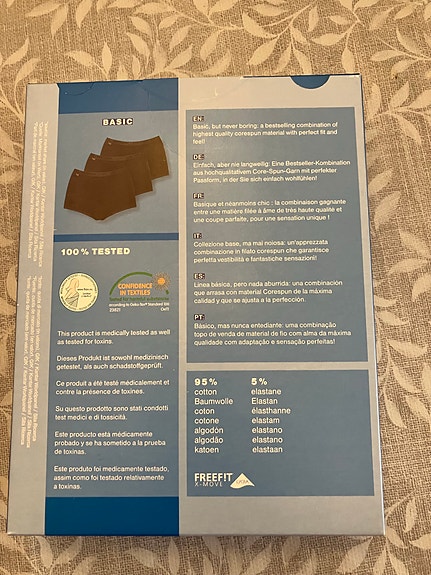 BASIC
100% TESTED
CONFIDENCE
IN TEXTILES
according to Oeko Tex® Standard 100
This product is medically tested as well
as tested for toxins.
Dieses Produkt ist sowohl medizinisch
getestet, als auch schadstoffgeprüft.
Ce produit a été testé médicalement et
contre la présence de toxines.
Su questo prodotto sono stati condotti
test medici e di tossicità.
Este producto está médicamente
probado y se ha sometido a la prueba
de toxinas.
Este produto foi medicamente testado,
assim como foi testado relativamente
a toxinas.
EN:
Basic, but never boring: a bestselling combination of
highest quality corespun material with perfect fit and
feel!
DE:
Einfach, aber nie langweilig: Eine Bestseller-Kombination
aus hochqualitativem Core-Spun-Garn mit perfekter
Passform, in der Sie sich einfach wohlfühlen!
FR:
Basique et néanmoins chic : la combinaison gagnante
entre une matière filée à âme de très haute qualité et
une coupe parfaite, pour une sensation unique !
IT:
Collezione base, ma mai noiosa: un'apprezzata
combinazione in filato corespun che garantisce
perfetta vestibilità e fantastiche sensazioni!
ES:
Línea básica, pero nada aburrida: una combinación
que arrasa con material Corespun de la máxima
calidad y que se ajusta a la perfección.
PT:
Básico, mas nunca entediante: uma combinação
topo de venda de material de fio com alma da máxima
qualidade com adaptação e sensação perfeitas!
95% 5%
cotton elastane
Baumwolle Elastan
coton élasthanne
cotone elastam
algodón elastano
algodão elastano
katoen elastaan
FREEFIT
X-MOVE